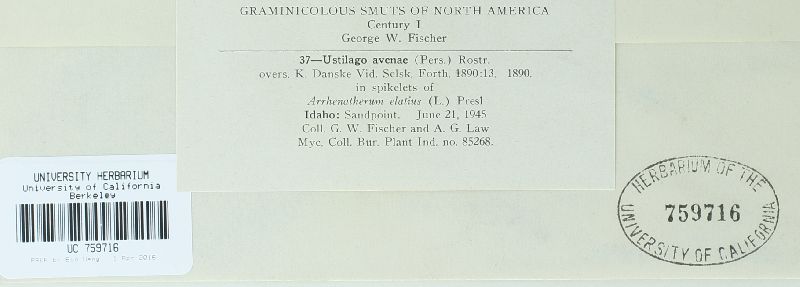 GRAMINICOLOUS SMUTS OF NORTH AMERICA
Century I
George W. Fischer
37—Ustilago avenae (Pers.) Rostr.
overs. K. Danske Vid. Selsk. Forth. 1890:13. 1890.
in spikelets of
Arrhenatherum elatius (L.) Presl
Idaho: Sandpoint. June 21, 1945
Coll. G. W. Fischer and A. G. Law
Myc. Coll. Bur. Plant Ind. no. 85268.
UNIVERSITY HERBARIUM
University of California
Berkeley
UC 759716
HERBARIUM OF THE
759716
UNIVERSITY OF CALIFORNIA